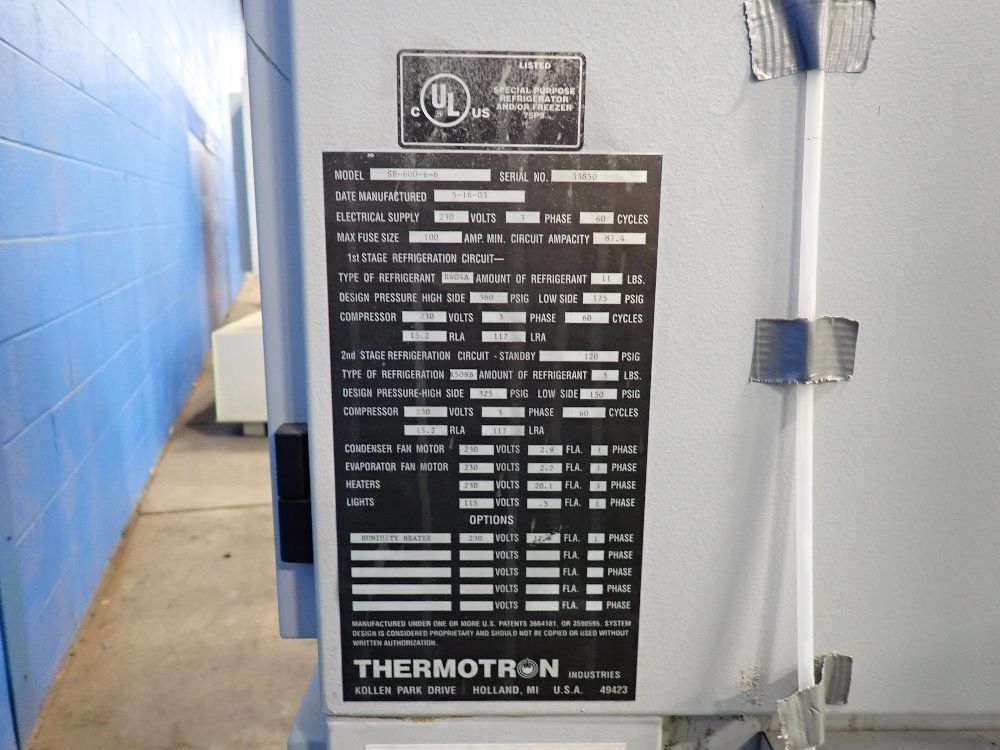 LISTED
C UL US
SPECIAL PURPOSE
REFRIGERATOR
AND/OR FREEZER
75P9
MODEL SE-600-6-6 SERIAL NO. 33850
DATE MANUFACTURED 5-16-03
ELECTRICAL SUPPLY 230 VOLTS 3 PHASE 60 CYCLES
MAX FUSE SIZE 100 AMP. MIN. CIRCUIT AMPACITY 87.4
1st STAGE REFRIGERATION CIRCUIT—
TYPE OF REFRIGERANT R404A AMOUNT OF REFRIGERANT 11 LBS.
DESIGN PRESSURE HIGH SIDE 360 PSIG LOW SIDE 175 PSIG
COMPRESSOR 230 VOLTS 3 PHASE 60 CYCLES
15.2 RLA 117 LRA
2nd STAGE REFRIGERATION CIRCUIT - STANDBY 120 PSIG
TYPE OF REFRIGERATION R508B AMOUNT OF REFRIGERANT 3 LBS.
DESIGN PRESSURE-HIGH SIDE 325 PSIG LOW SIDE 150 PSIG
COMPRESSOR 230 VOLTS 3 PHASE 60 CYCLES
15.2 RLA 117 LRA
CONDENSER FAN MOTOR 230 VOLTS 2.9 FLA. 1 PHASE
EVAPORATOR FAN MOTOR 230 VOLTS 2.2 FLA. 1 PHASE
HEATERS 230 VOLTS 20.1 FLA. 3 PHASE
LIGHTS 115 VOLTS .5 FLA. 1 PHASE
OPTIONS
HUMIDITY HEATER 230 VOLTS FLA. 1 PHASE
VOLTS FLA. PHASE
VOLTS FLA. PHASE
VOLTS FLA. PHASE
VOLTS FLA. PHASE
MANUFACTURED UNDER ONE OR MORE U.S. PATENTS 3664181, OR 3590595. SYSTEM
DESIGN IS CONSIDERED PROPRIETARY AND SHOULD NOT BE COPIED OR USED WITHOUT
WRITTEN AUTHORIZATION.
THERMOTRON INDUSTRIES
KOLLEN PARK DRIVE HOLLAND, MI U.S.A. 49423